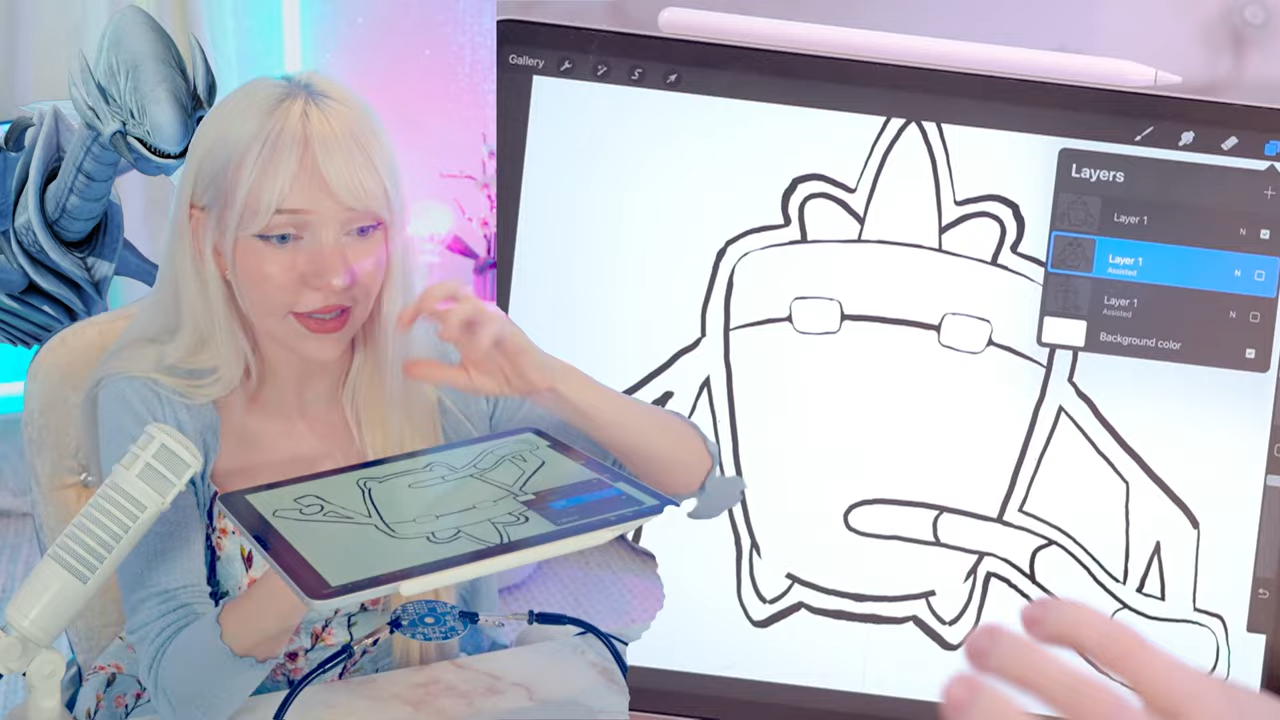 Gallery
Layers
Layer 1
N
Layer 1
Assisted
N
Layer 1
Assisted
N
Background color